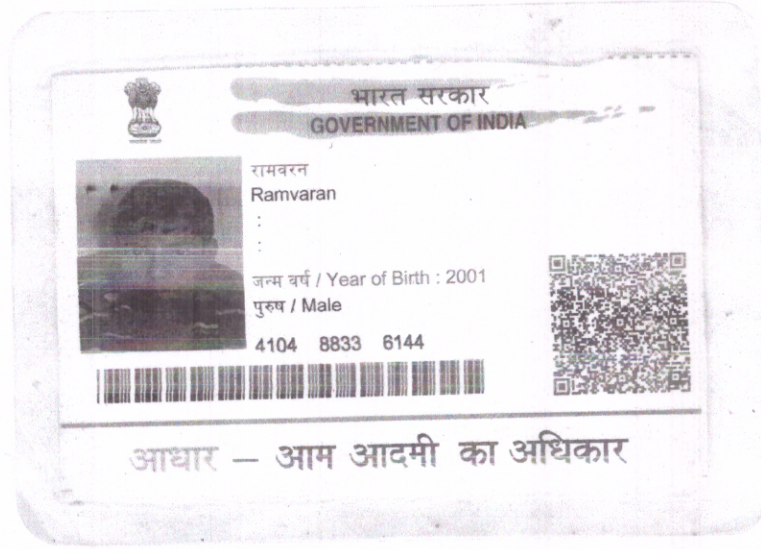 भारत सरकार
GOVERNMENT OF INDIA
रामवरन
Ramvaran
:
:
जन्म वर्ष / Year of Birth : 2001
पुरुष / Male
4104 8833 6144
आधार – आम आदमी का अधिकार